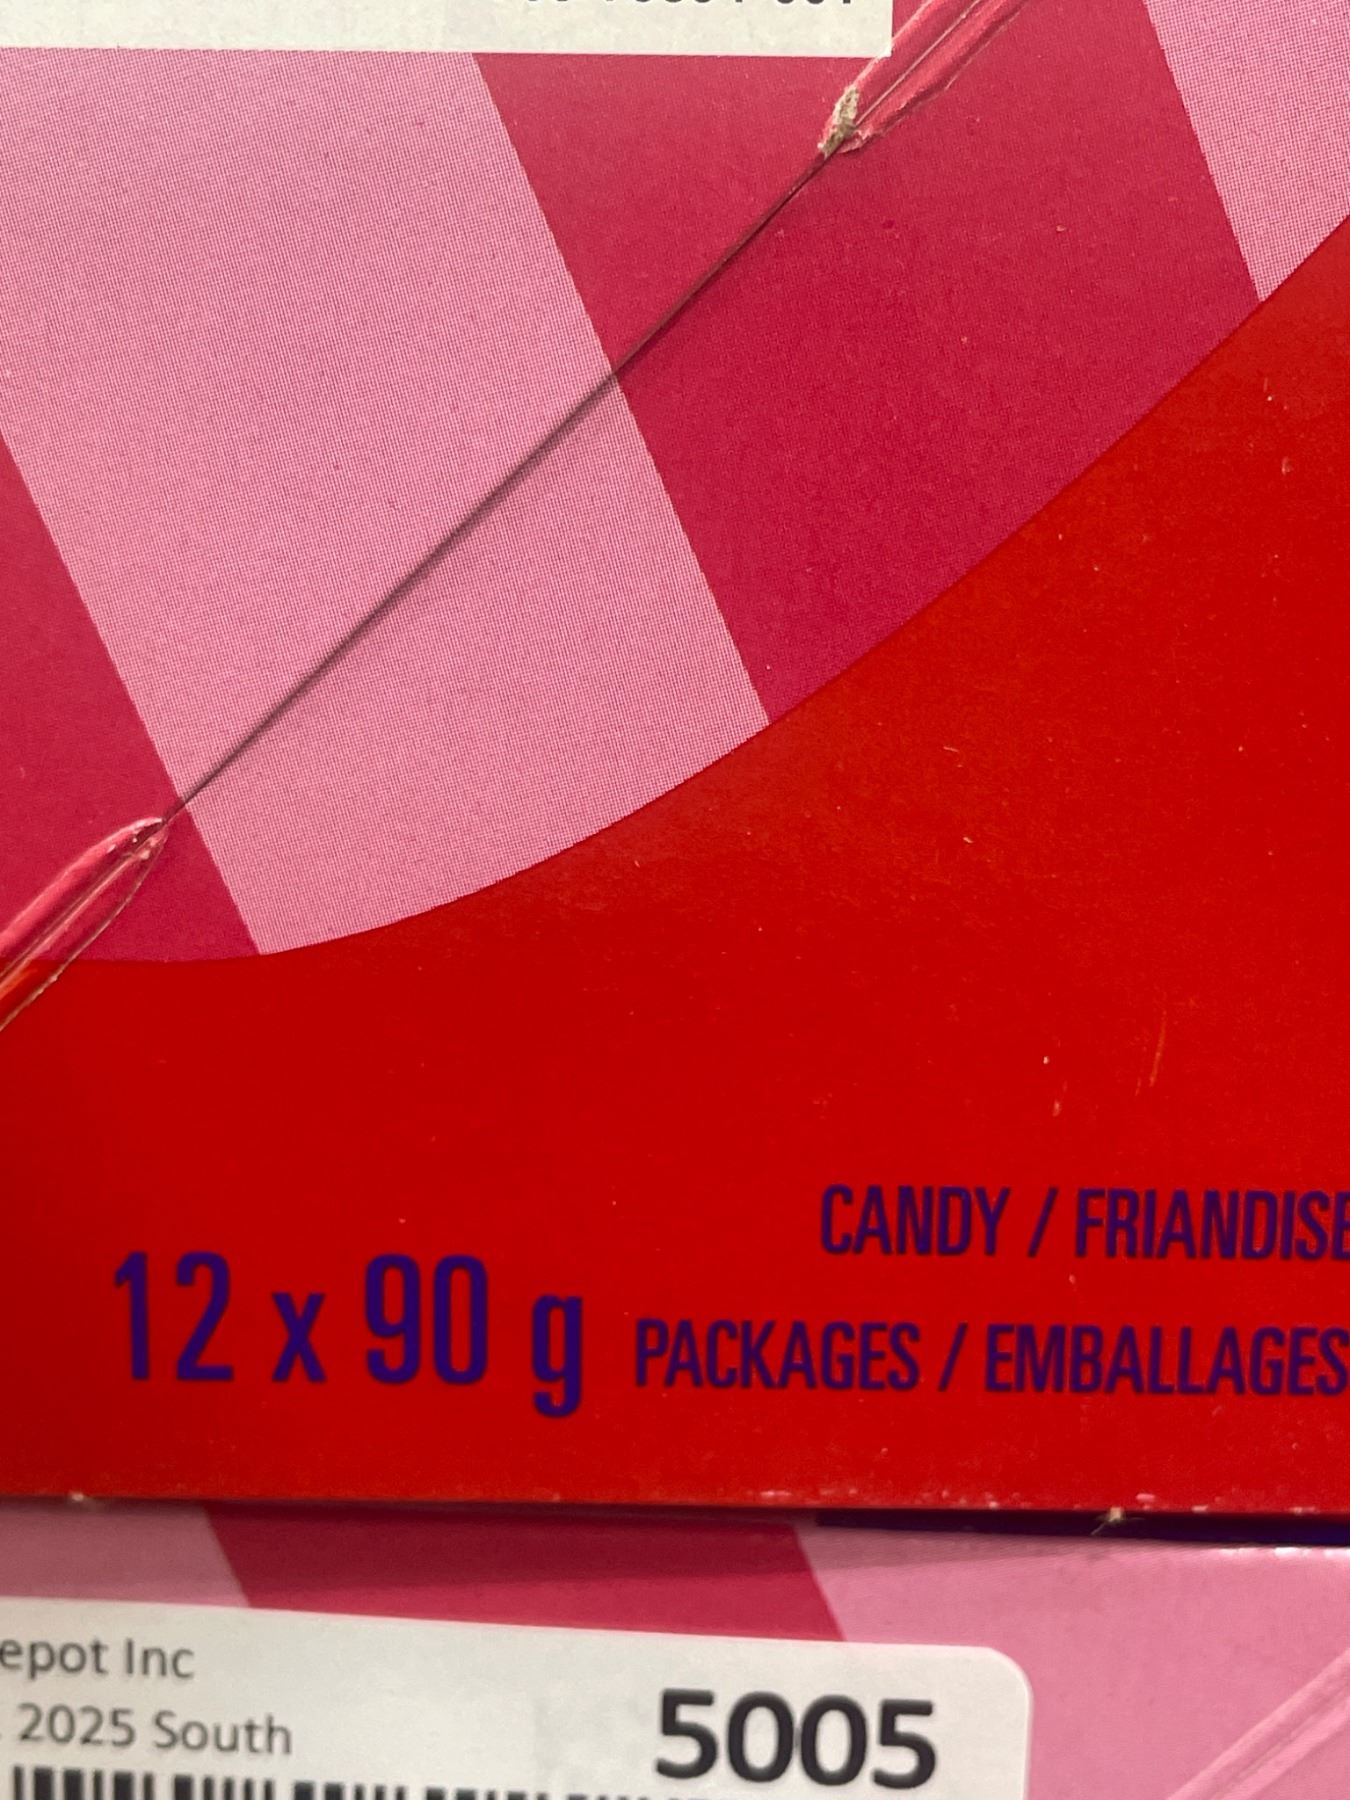 CANDY / FRIANDISE
12 x 90 g PACKAGES / EMBALLAGES
epot Inc
2025 South
5005